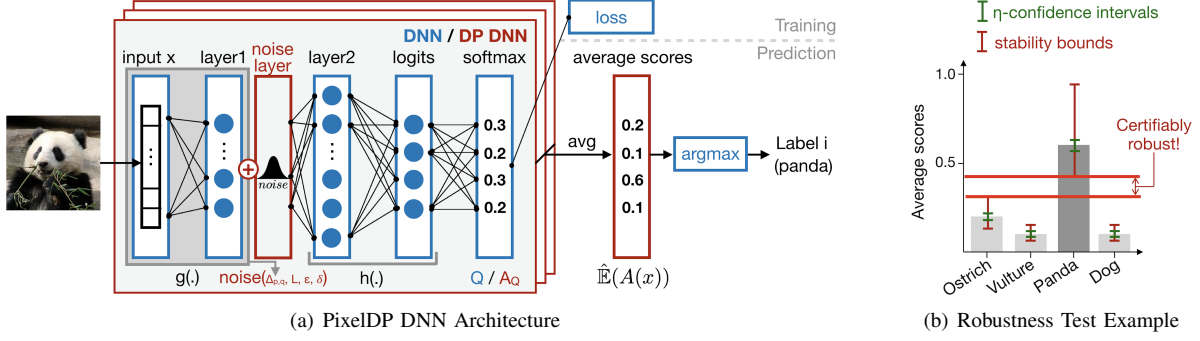 loss
Training
Prediction
DNN / DP DNN
input x
layer1
noise
layer
layer2
logits
softmax
average scores
0.3
0.2
0.3
0.2
noise
avg
0.2
0.1
0.6
0.1
argmax
Label i
(panda)
g(.)
noise(Δp,q, L, ε, δ)
h(.)
Q / AQ
Ê(A(x))
(a) PixelDP DNN Architecture
η-confidence intervals
stability bounds
1.0
0.5
Average scores
Certifiably
robust!
Ostrich
Vulture
Panda
Dog
(b) Robustness Test Example